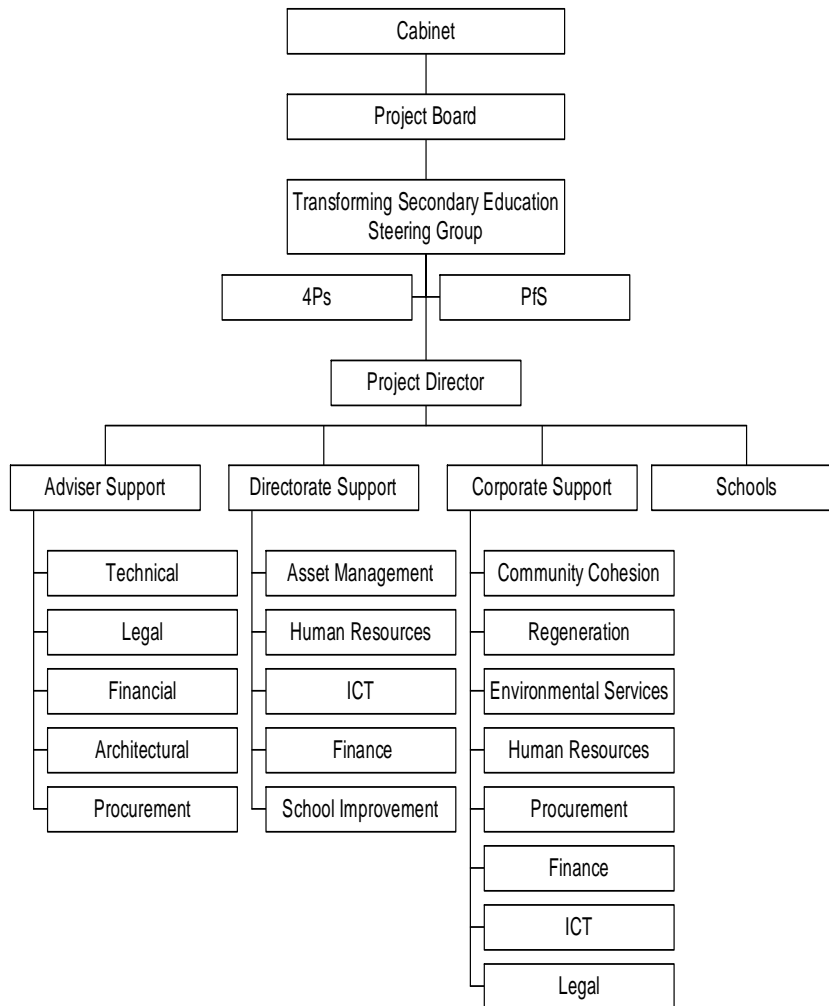 Cabinet
Project Board
Transforming Secondary Education
Steering Group
4Ps
PfS
Project Director
Adviser Support
Directorate Support
Corporate Support
Schools
Technical
Legal
Financial
Architectural
Procurement
Asset Management
Human Resources
ICT
Finance
School Improvement
Community Cohesion
Regeneration
Environmental Services
Human Resources
Procurement
Finance
ICT
Legal